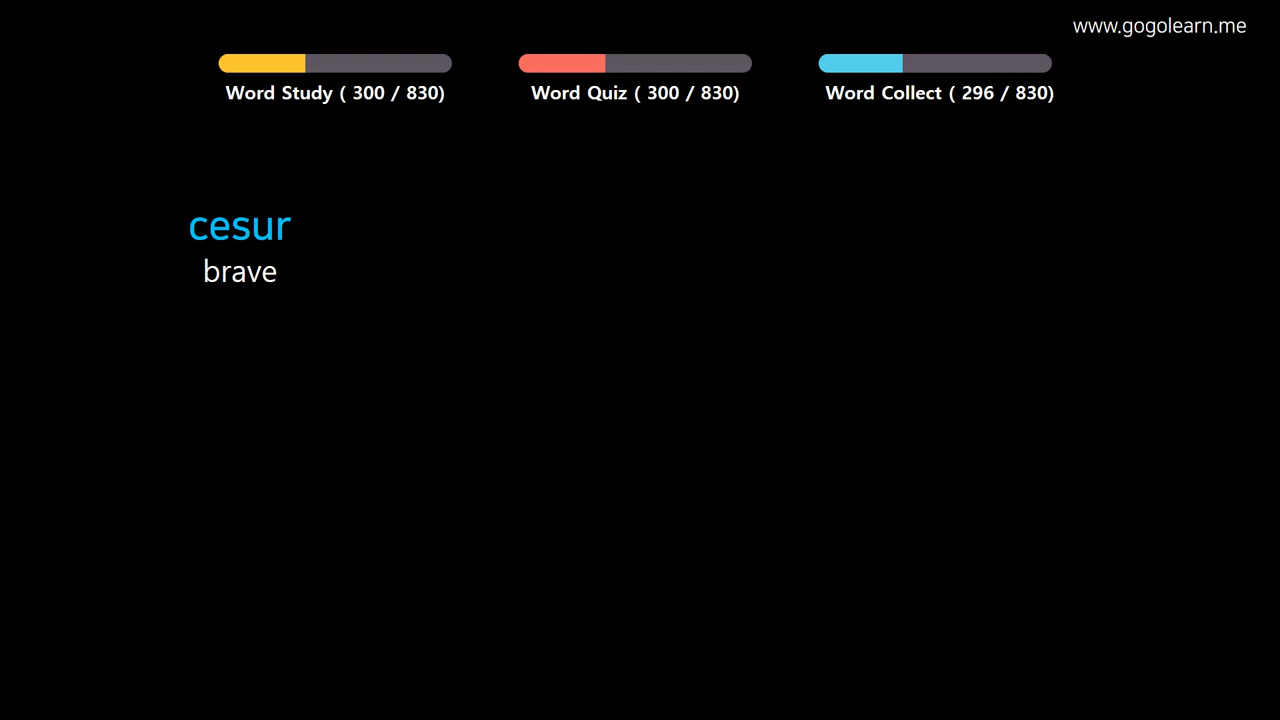 www.gogolearn.me
Word Study ( 300 / 830)
Word Quiz ( 300 / 830)
Word Collect ( 296 / 830)
cesur
brave